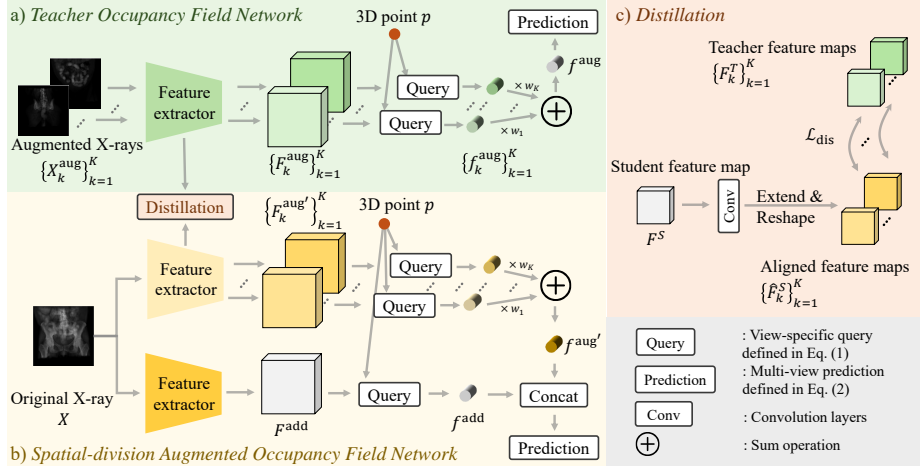 a) Teacher Occupancy Field Network
3D point p
Prediction
f^aug
Feature
extractor
Query
Query
× w_K
× w_1
Augmented X-rays
{X_k^aug}_{k=1}^K
{F_k^aug}_{k=1}^K
{f_k^aug}_{k=1}^K
Distillation
{F_k^aug′}_{k=1}^K
3D point p
Feature
extractor
Query
Query
× w_K
× w_1
f^aug′
Original X-ray
X
Feature
extractor
F^add
Query
f^add
Concat
Prediction
b) Spatial-division Augmented Occupancy Field Network
c) Distillation
Teacher feature maps
{F_k^T}_{k=1}^K
ℒ_dis
Student feature map
F^S
Conv
Extend &
Reshape
Aligned feature maps
{F̂_k^S}_{k=1}^K
Query
: View-specific query
defined in Eq. (1)
Prediction
: Multi-view prediction
defined in Eq. (2)
Conv
: Convolution layers
: Sum operation